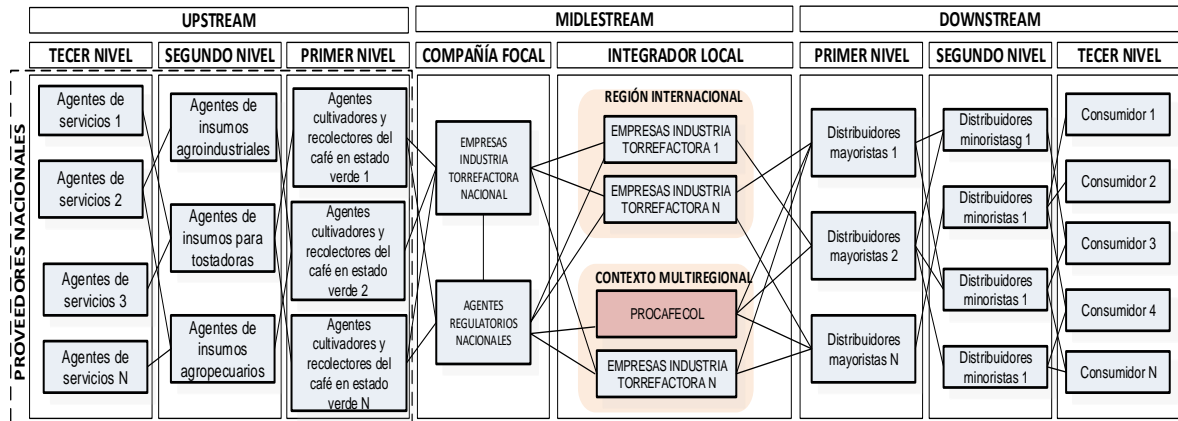 UPSTREAM
MIDLESTREAM
DOWNSTREAM
TECER NIVEL
SEGUNDO NIVEL
PRIMER NIVEL
COMPAÑÍA FOCAL
INTEGRADOR LOCAL
PRIMER NIVEL
SEGUNDO NIVEL
TECER NIVEL
PROVEEDORES NACIONALES
Agentes de
servicios 1
Agentes de
servicios 2
Agentes de
servicios 3
Agentes de
servicios N
Agentes de
insumos
agroindustriales
Agentes de
insumos para
tostadoras
Agentes de
insumos
agropecuarios
Agentes
cultivadores y
recolectores del
café en estado
verde 1
Agentes
cultivadores y
recolectores del
café en estado
verde 2
Agentes
cultivadores y
recolectores del
café en estado
verde N
EMPRESAS
INDUSTRIA
TORREFACTORA
NACIONAL
AGENTES
REGULATORIOS
NACIONALES
REGIÓN INTERNACIONAL
EMPRESAS INDUSTRIA
TORREFACTORA 1
EMPRESAS INDUSTRIA
TORREFACTORA N
CONTEXTO MULTIREGIONAL
PROCAFECOL
EMPRESAS INDUSTRIA
TORREFACTORA N
Distribuidores
mayoristas 1
Distribuidores
mayoristas 2
Distribuidores
mayoristas N
Distribuidores
minoristasg 1
Distribuidores
minoristas 1
Distribuidores
minoristas 1
Distribuidores
minoristas 1
Consumidor 1
Consumidor 2
Consumidor 3
Consumidor 4
Consumidor N